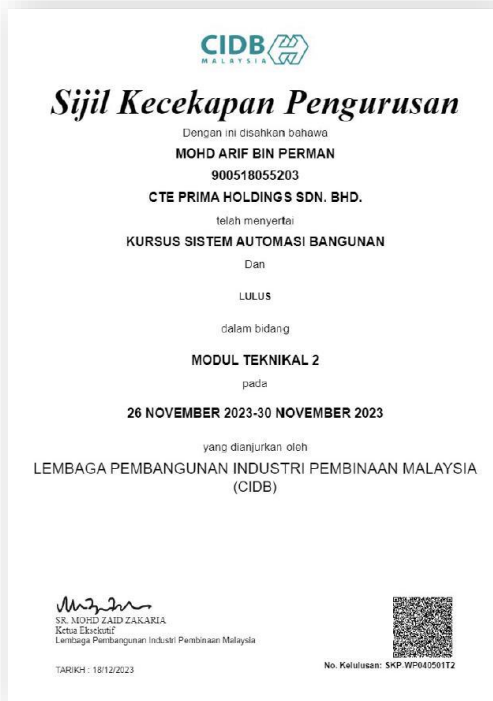 CIDB
MALAYSIA
Sijil Kecekapan Pengurusan
Dengan ini disahkan bahawa
MOHD ARIF BIN PERMAN
900518055203
CTE PRIMA HOLDINGS SDN. BHD.
telah menyertai
KURSUS SISTEM AUTOMASI BANGUNAN
Dan
LULUS
dalam bidang
MODUL TEKNIKAL 2
pada
26 NOVEMBER 2023-30 NOVEMBER 2023
yang dianjurkan oleh
LEMBAGA PEMBANGUNAN INDUSTRI PEMBINAAN MALAYSIA
(CIDB)
SR. MOHD ZAID ZAKARIA
Ketua Eksekutif
Lembaga Pembangunan Industri Pembinaan Malaysia
TARIKH : 18/12/2023
No. Kelulusan: SKP-WP040501T2